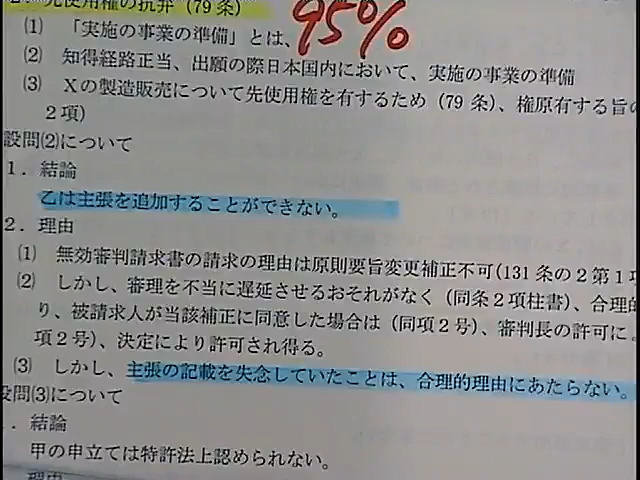 2. 先使用権の抗弁(79条)
95%
(1) 「実施の事業の準備」とは、
(2) 知得経路正当、出願の際日本国内において、実施の事業の準備
(3) Xの製造販売について先使用権を有するため(79条)、権原有する旨の
2項)
設問(2)について
1. 結論
乙は主張を追加することができない。
2. 理由
(1) 無効審判請求書の請求の理由は原則要旨変更補正不可(131条の2第1項
(2) しかし、審理を不当に遅延させるおそれがなく(同条2項柱書)、合理的
り、被請求人が当該補正に同意した場合は(同項2号)、審判長の許可に
項2号)、決定により許可され得る。
(3) しかし、主張の記載を失念していたことは、合理的理由にあたらない。
設問(3)について
. 結論
甲の申立ては特許法上認められない。
理由